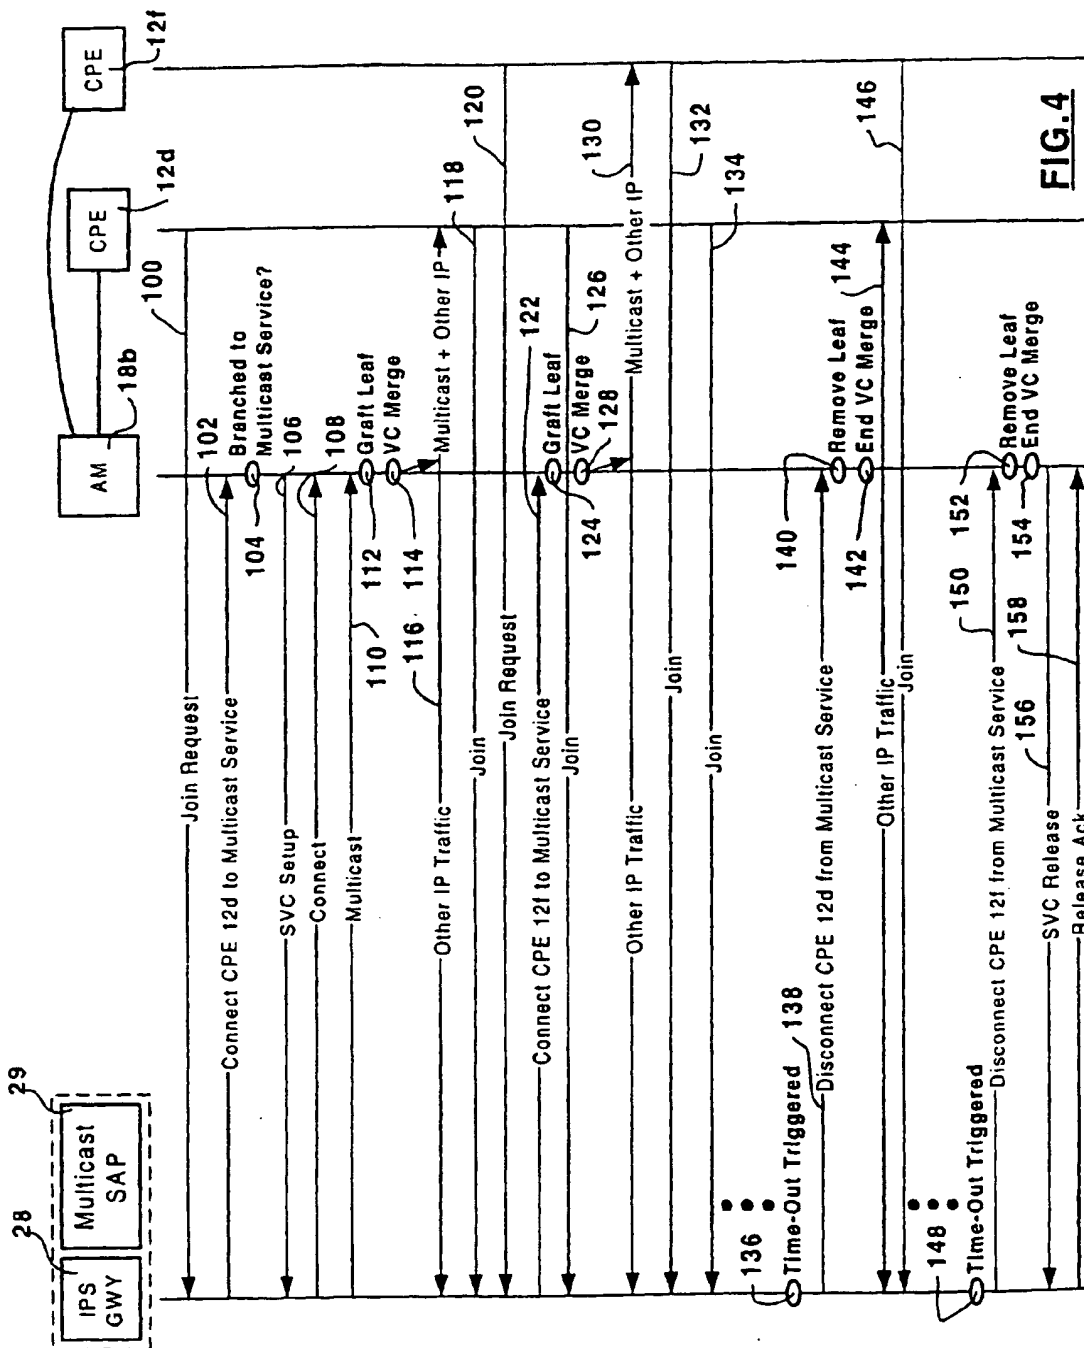 28
29
IPS
GWY
Multicast
SAP
AM
18b
CPE
12d
CPE
12f
100
Join Request
102
Connect CPE 12d to Multicast Service
Branched to
Multicast Service?
104
106
SVC Setup
108
Connect
Multicast
110
Graft Leaf
112
VC Merge
114
116
Other IP Traffic
Multicast + Other IP
118
Join
120
Join Request
122
Connect CPE 12f to Multicast Service
Graft Leaf
124
126
Join
VC Merge
128
130
Other IP Traffic
Multicast + Other IP
132
Join
134
Join
136
Time-Out Triggered
138
Disconnect CPE 12d from Multicast Service
140
Remove Leaf
142
End VC Merge
144
Other IP Traffic
146
Join
148
Time-Out Triggered
150
Disconnect CPE 12f from Multicast Service
152
Remove Leaf
154
End VC Merge
156
SVC Release
158
Release Ack
FIG.4